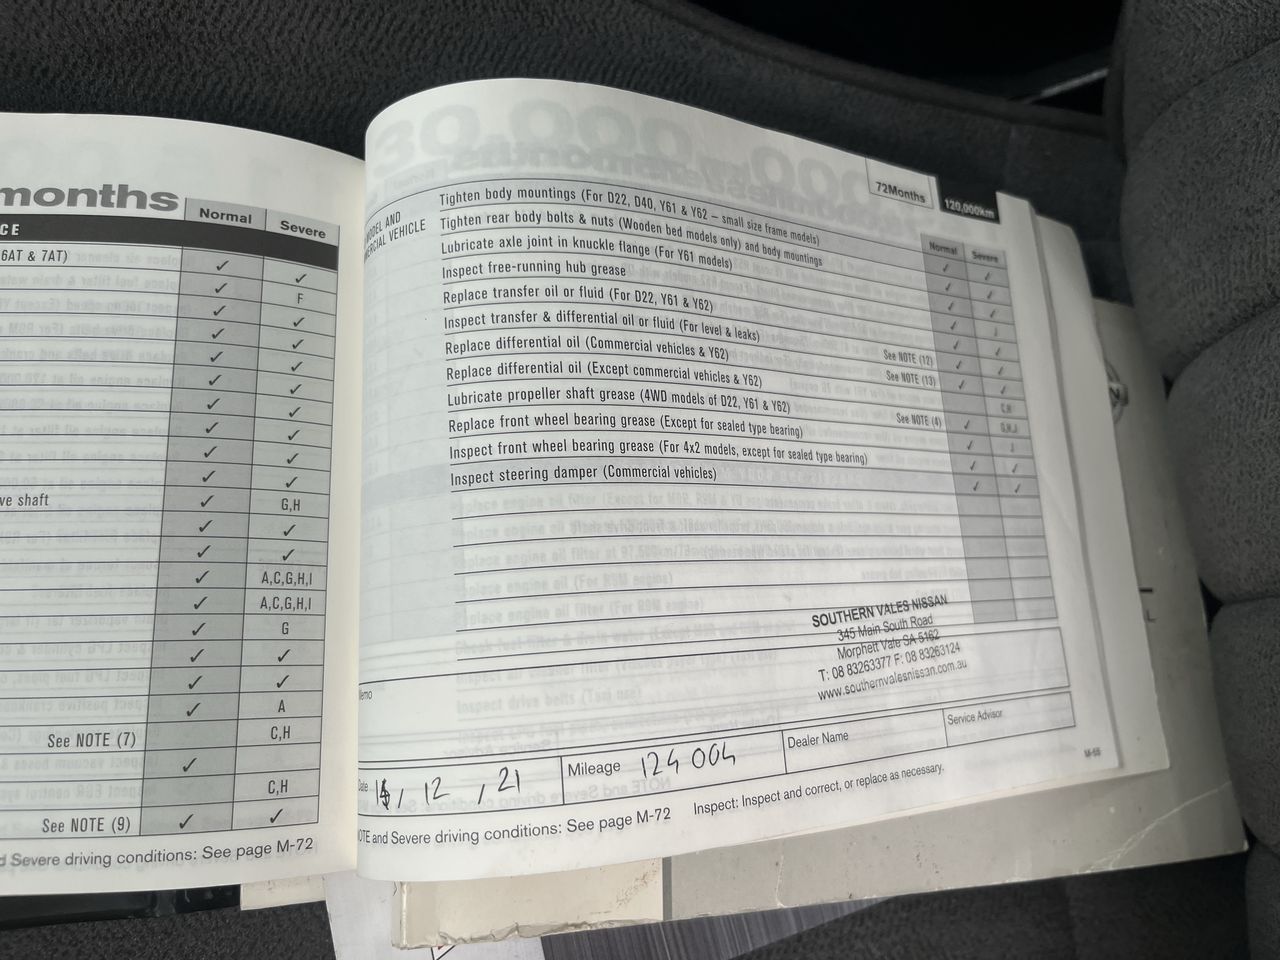 months
Normal
Severe
CE
6AT & 7AT)
✓ ✓
✓ F
✓ ✓
✓ ✓
✓ ✓
✓ ✓
✓ ✓
✓ ✓
✓ ✓
ve shaft ✓ G,H
✓ ✓
✓ ✓
✓ A,C,G,H,I
✓ A,C,G,H,I
✓ G
✓ ✓
✓ ✓
✓ A
See NOTE (7) C,H
✓
C,H
See NOTE (9) ✓ ✓
d Severe driving conditions: See page M-72
72Months
120,000km
Normal
Severe
MODEL AND
MERCIAL VEHICLE
Tighten body mountings (For D22, D40, Y61 & Y62 – small size frame models) ✓ ✓
Tighten rear body bolts & nuts (Wooden bed models only) and body mountings ✓ ✓
Lubricate axle joint in knuckle flange (For Y61 models) ✓ ✓
Inspect free-running hub grease ✓
Replace transfer oil or fluid (For D22, Y61 & Y62) ✓ ✓
Inspect transfer & differential oil or fluid (For level & leaks) ✓ ✓
Replace differential oil (Commercial vehicles & Y62) See NOTE (12)
Replace differential oil (Except commercial vehicles & Y62) See NOTE (13)
Lubricate propeller shaft grease (4WD models of D22, Y61 & Y62)
Replace front wheel bearing grease (Except for sealed type bearing) See NOTE (4)
Inspect front wheel bearing grease (For 4x2 models, except for sealed type bearing) ✓ ✓
Inspect steering damper (Commercial vehicles) ✓ ✓
SOUTHERN VALES NISSAN
345 Main South Road
Morphett Vale SA 5162
T: 08 83263377 F: 08 83263124
www.southernvalesnissan.com.au
emo
12 , 21
Mileage 124 004
Dealer Name
Service Advisor
OTE and Severe driving conditions: See page M-72
Inspect: Inspect and correct, or replace as necessary.
M-55